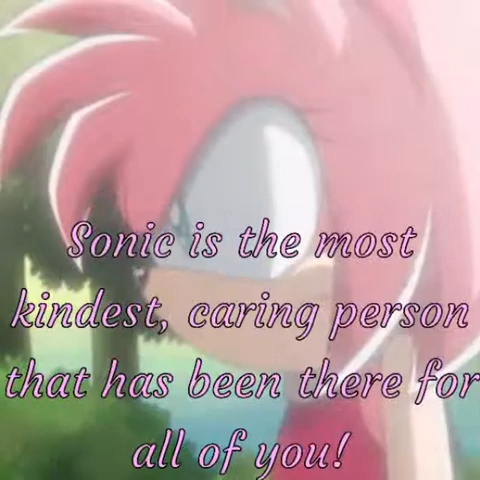 Sonic is the most
kindest, caring person
that has been there for
all of you!